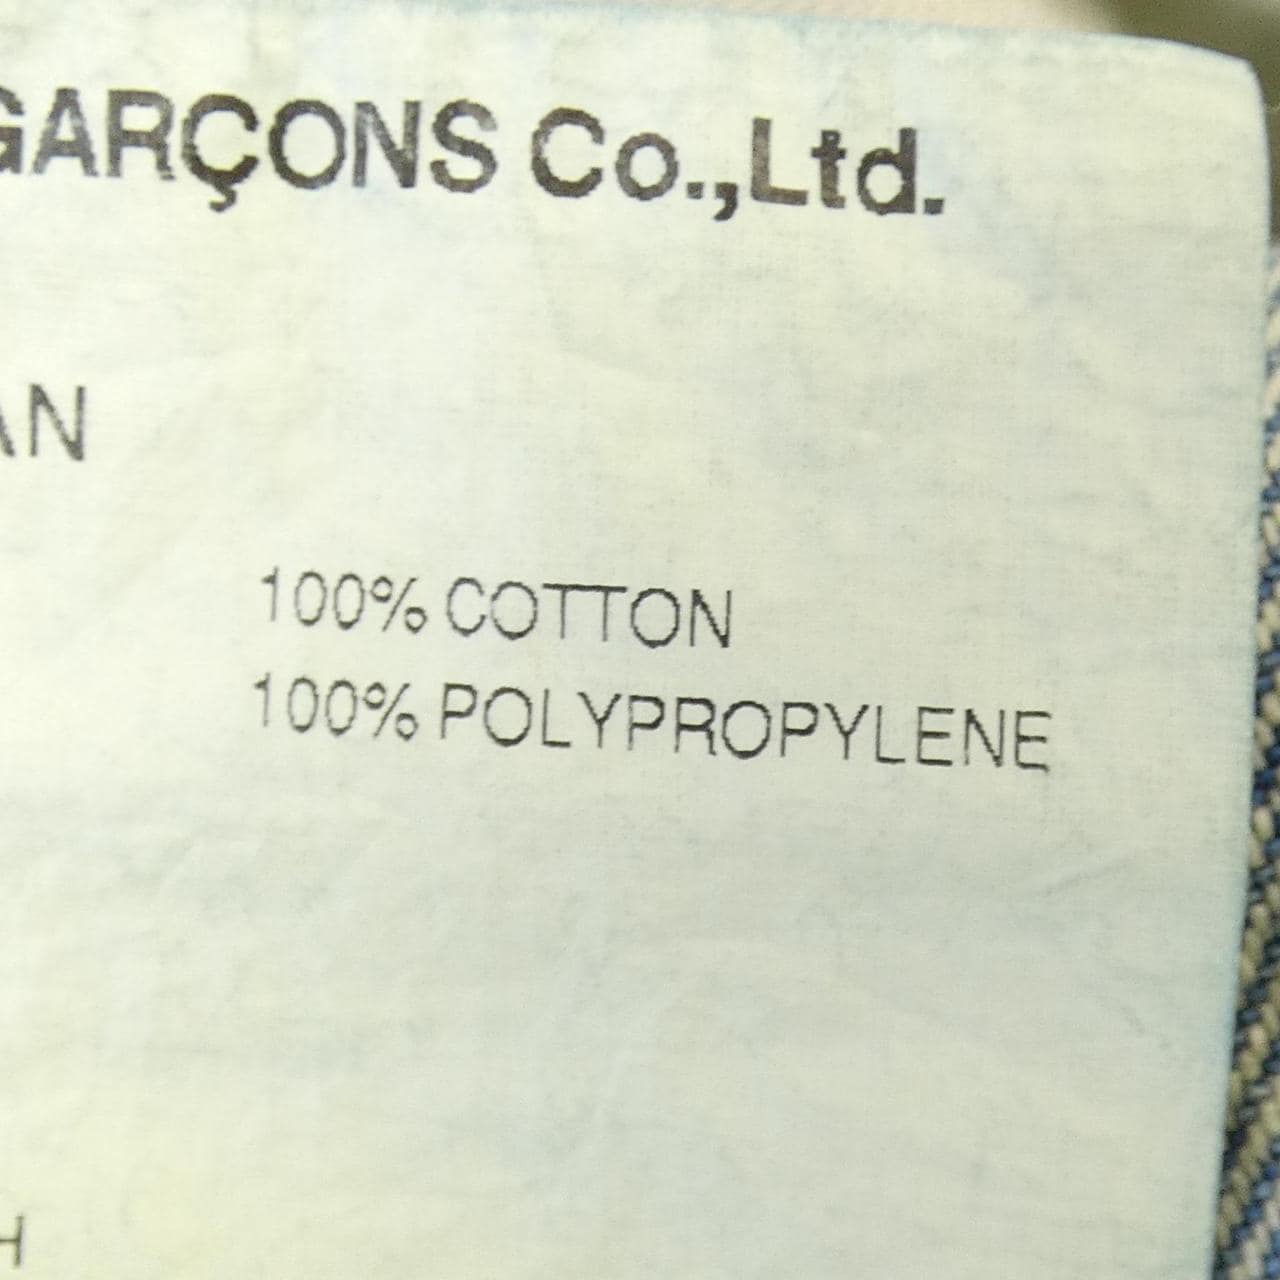 GARÇONS Co.,Ltd.
AN
100% COTTON
100% POLYPROPYLENE
H